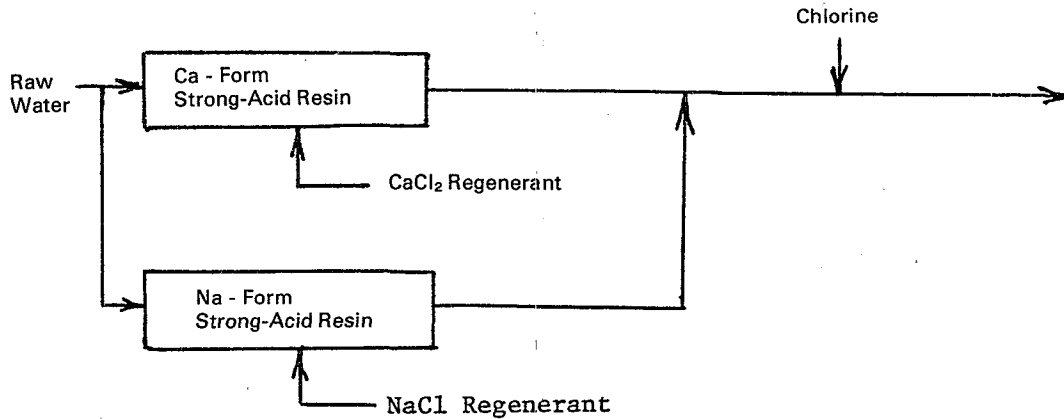 Chlorine
Raw
Water
Ca - Form
Strong-Acid Resin
CaCl₂ Regenerant
Na - Form
Strong-Acid Resin
NaCl Regenerant